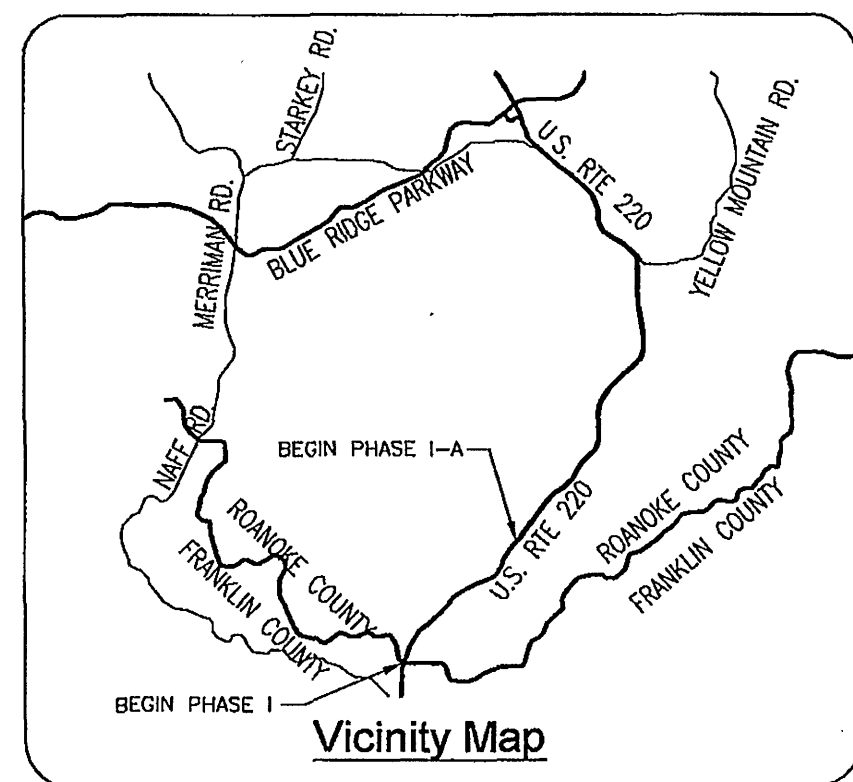 STARKEY RD.
U.S. RTE 220
YELLOW MOUNTAIN RD.
MERRIMAN RD.
BLUE RIDGE PARKWAY
NAFF RD.
BEGIN PHASE I-A
ROANOKE COUNTY
FRANKLIN COUNTY
U.S. RTE 220
ROANOKE COUNTY
FRANKLIN COUNTY
BEGIN PHASE I
Vicinity Map